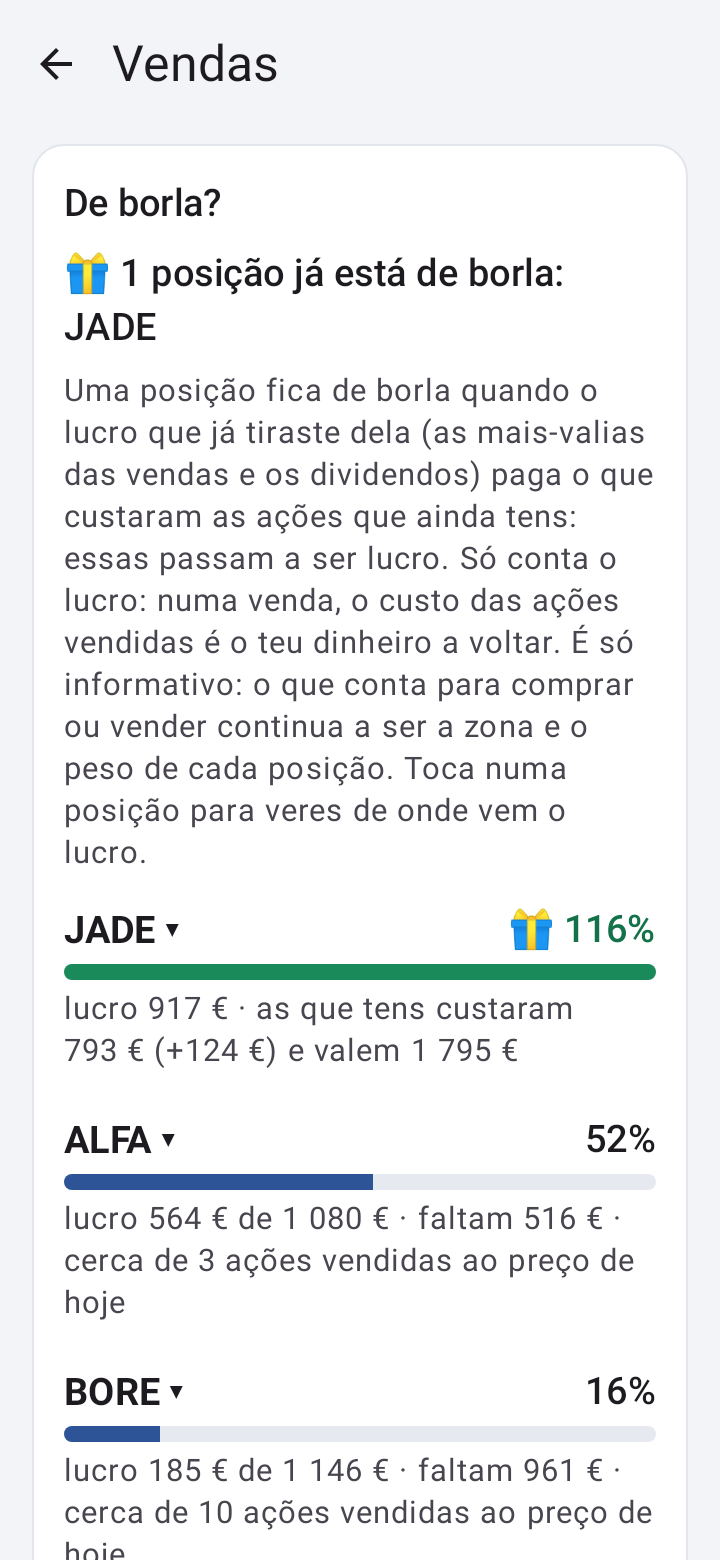 Vendas
De borla?
🎁 1 posição já está de borla:
JADE
Uma posição fica de borla quando o
lucro que já tiraste dela (as mais-valias
das vendas e os dividendos) paga o que
custaram as ações que ainda tens:
essas passam a ser lucro. Só conta o
lucro: numa venda, o custo das ações
vendidas é o teu dinheiro a voltar. É só
informativo: o que conta para comprar
ou vender continua a ser a zona e o
peso de cada posição. Toca numa
posição para veres de onde vem o
lucro.
JADE ▾ 🎁 116%
lucro 917 € · as que tens custaram
793 € (+124 €) e valem 1 795 €
ALFA ▾ 52%
lucro 564 € de 1 080 € · faltam 516 € ·
cerca de 3 ações vendidas ao preço de
hoje
BORE ▾ 16%
lucro 185 € de 1 146 € · faltam 961 € ·
cerca de 10 ações vendidas ao preço de
hoje